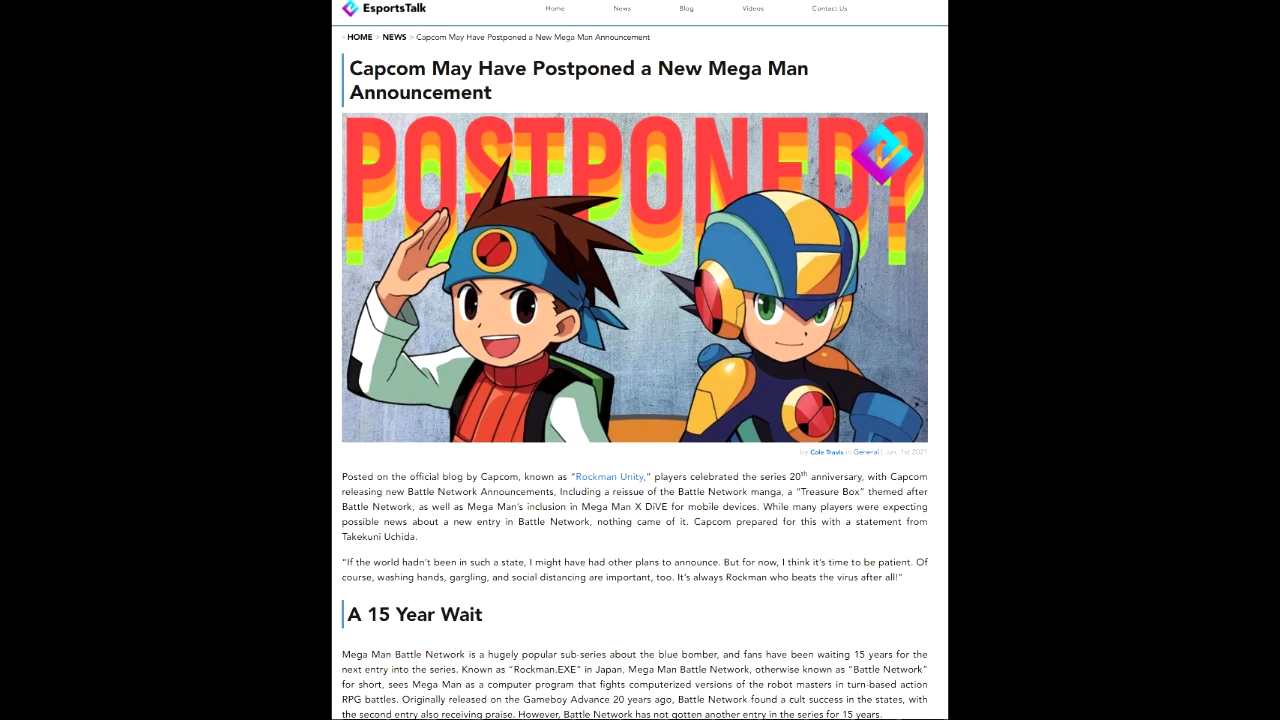 EsportsTalk
Home News Blog Videos Contact Us
> HOME > NEWS > Capcom May Have Postponed a New Mega Man Announcement
Capcom May Have Postponed a New Mega Man
Announcement
POSTPONED?
by Cole Travis in General | Jun, 1st 2021
Posted on the official blog by Capcom, known as “Rockman Unity,” players celebrated the series 20th anniversary, with Capcom
releasing new Battle Network Announcements, Including a reissue of the Battle Network manga, a “Treasure Box” themed after
Battle Network, as well as Mega Man’s inclusion in Mega Man X DiVE for mobile devices. While many players were expecting
possible news about a new entry in Battle Network, nothing came of it. Capcom prepared for this with a statement from
Takekuni Uchida.
“If the world hadn’t been in such a state, I might have had other plans to announce. But for now, I think it’s time to be patient. Of
course, washing hands, gargling, and social distancing are important, too. It’s always Rockman who beats the virus after all!”
A 15 Year Wait
Mega Man Battle Network is a hugely popular sub-series about the blue bomber, and fans have been waiting 15 years for the
next entry into the series. Known as “Rockman.EXE” in Japan, Mega Man Battle Network, otherwise known as “Battle Network”
for short, sees Mega Man as a computer program that fights computerized versions of the robot masters in turn-based action
RPG battles. Originally released on the Gameboy Advance 20 years ago, Battle Network found a cult success in the states, with
the second entry also receiving praise. However, Battle Network has not gotten another entry in the series for 15 years.